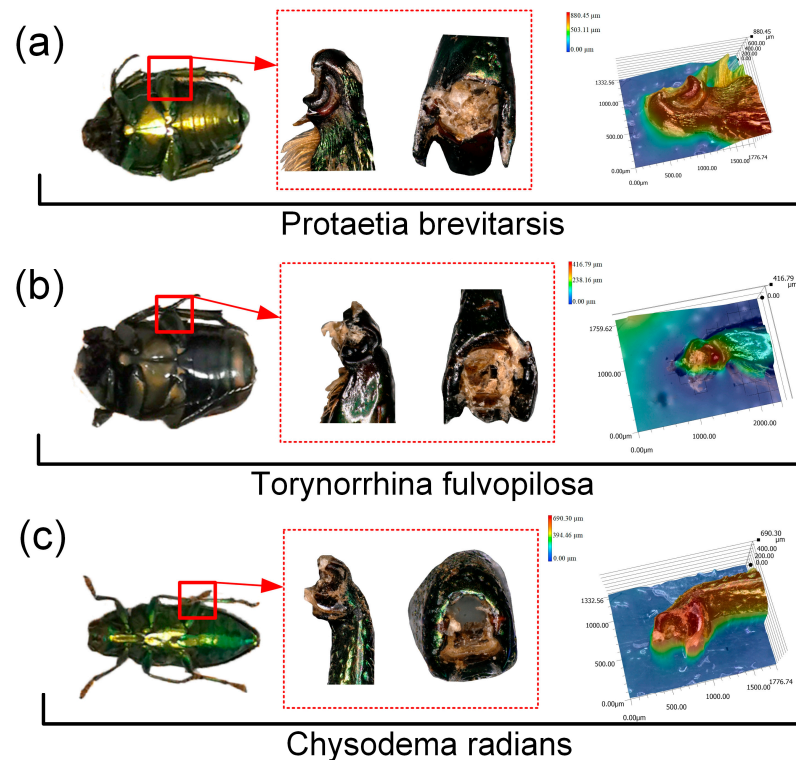 (a)
880.45 μm
503.11 μm
0.00 μm
880.45
μm
600.00
400.00
200.00
0.00
1332.56
1000.00
500.00
0.00μm
0.00μm
500.00
1000.00
1500.00
1776.74
Protaetia brevitarsis
(b)
416.79 μm
238.16 μm
0.00 μm
416.79
μm
0.00
1759.62
1000.00
0.00μm
0.00μm
1000.00
2000.00
Torynorrhina fulvopilosa
(c)
690.30 μm
394.46 μm
0.00 μm
690.30
μm
400.00
200.00
0.00
1332.56
1000.00
500.00
0.00μm
0.00μm
500.00
1000.00
1500.00
1776.74
Chysodema radians